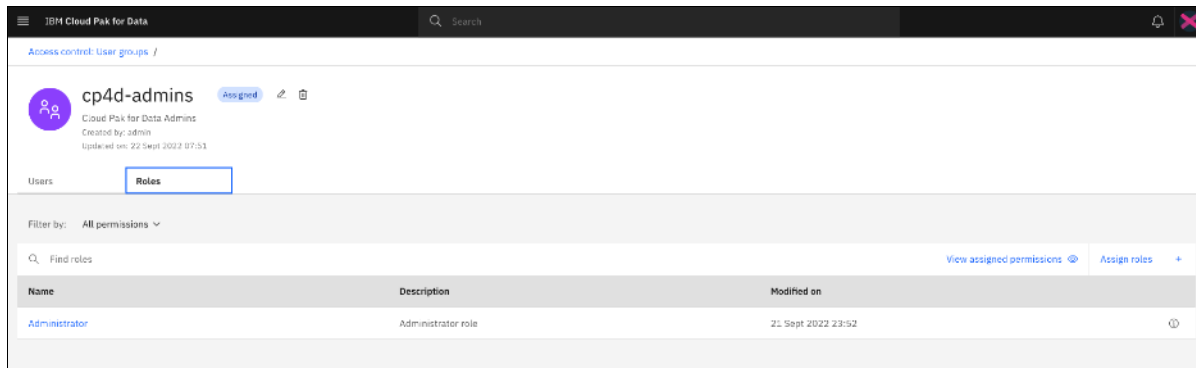 IBM Cloud Pak for Data Search
Access control: User groups /
cp4d-admins Assigned
Cloud Pak for Data Admins
Created by: admin
Updated on: 22 Sept 2022 07:51
Users Roles
Filter by: All permissions
Find roles View assigned permissions Assign roles +
Name Description Modified on
Administrator Administrator role 21 Sept 2022 23:52